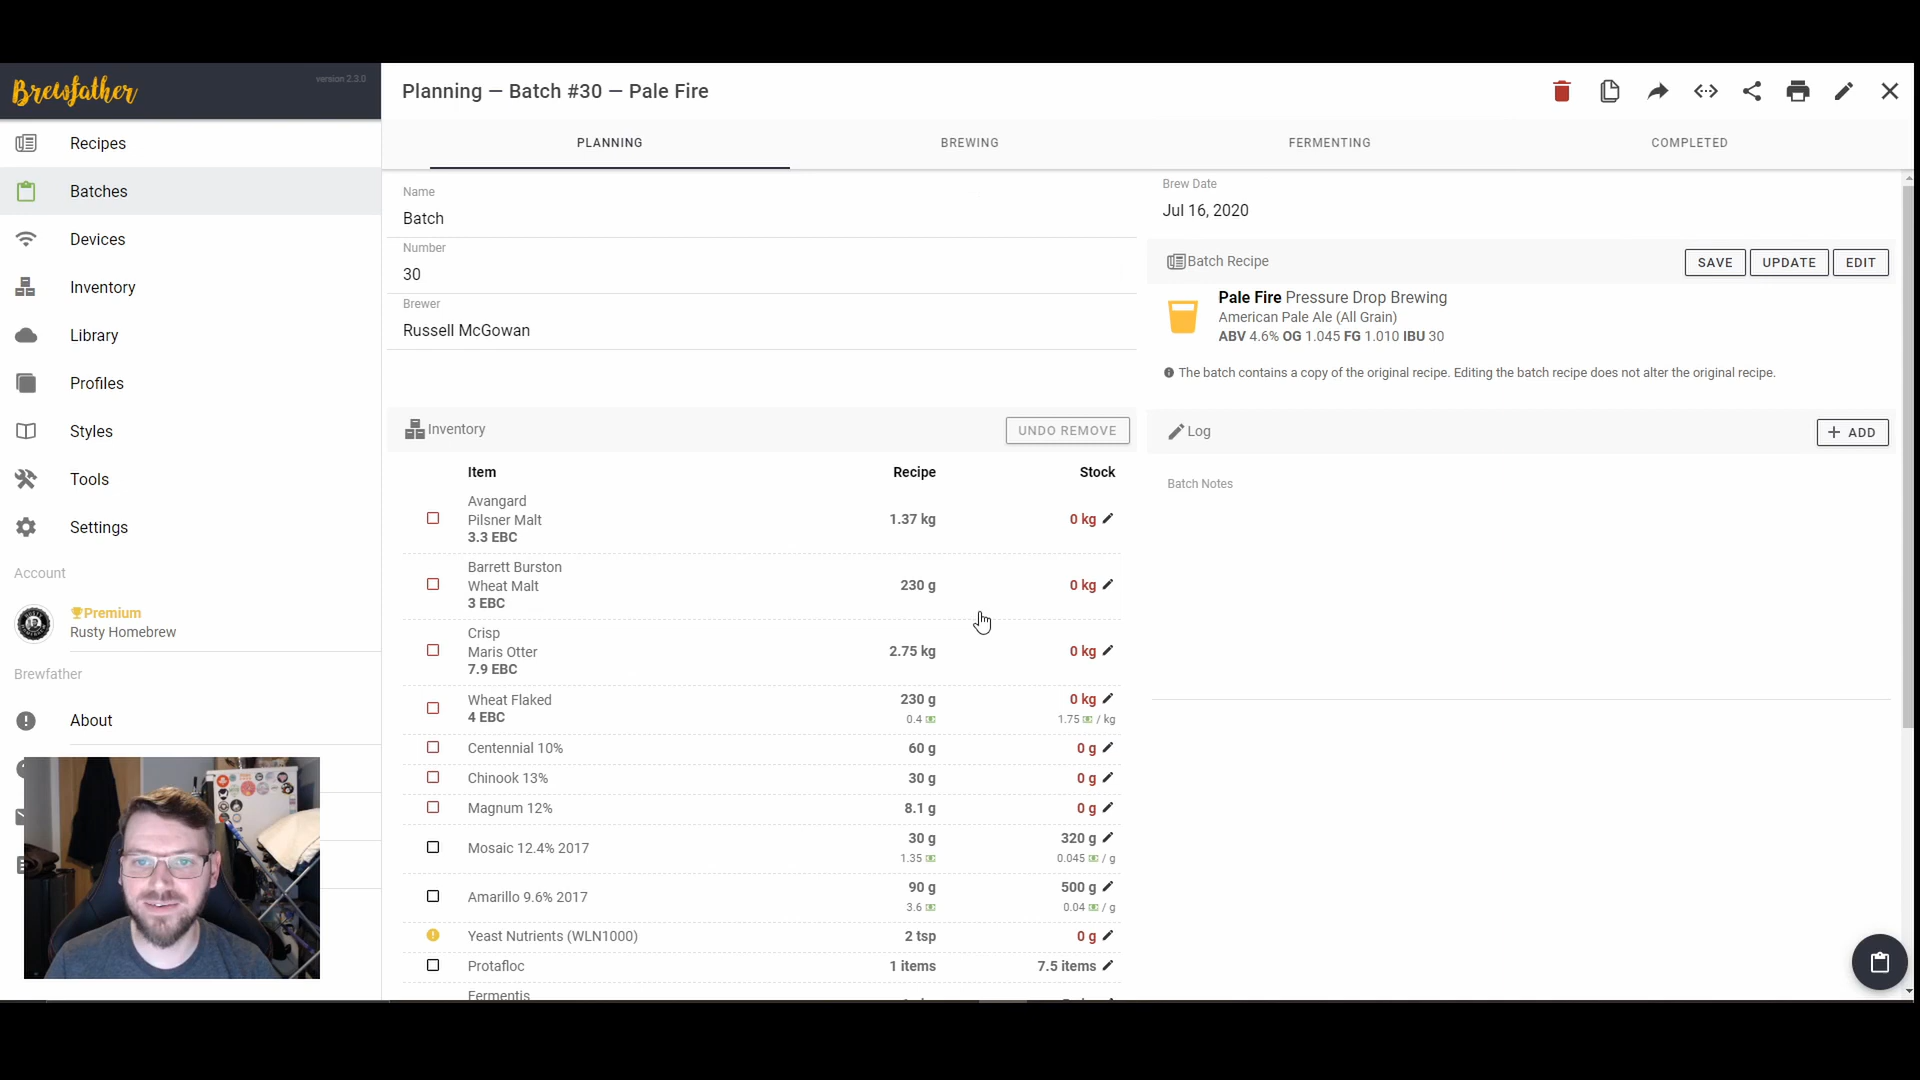 Brewfather
version 2.3.0
Recipes
Batches
Devices
Inventory
Library
Profiles
Styles
Tools
Settings
Account
Premium
Rusty Homebrew
Brewfather
About
Planning — Batch #30 — Pale Fire
PLANNING
BREWING
FERMENTING
COMPLETED
Name
Batch
Number
30
Brewer
Russell McGowan
Brew Date
Jul 16, 2020
Batch Recipe
SAVE
UPDATE
EDIT
Pale Fire Pressure Drop Brewing
American Pale Ale (All Grain)
ABV 4.6% OG 1.045 FG 1.010 IBU 30
The batch contains a copy of the original recipe. Editing the batch recipe does not alter the original recipe.
Inventory
UNDO REMOVE
Log
+ ADD
Batch Notes
Item Recipe Stock
Avangard
Pilsner Malt 1.37 kg 0 kg
3.3 EBC
Barrett Burston
Wheat Malt 230 g 0 kg
3 EBC
Crisp
Maris Otter 2.75 kg 0 kg
7.9 EBC
Wheat Flaked 230 g 0 kg
4 EBC 0.4 1.75 / kg
Centennial 10% 60 g 0 g
Chinook 13% 30 g 0 g
Magnum 12% 8.1 g 0 g
Mosaic 12.4% 2017 30 g 320 g
1.35 0.045 / g
Amarillo 9.6% 2017 90 g 500 g
3.6 0.04 / g
Yeast Nutrients (WLN1000) 2 tsp 0 g
Protafloc 1 items 7.5 items
Fermentis